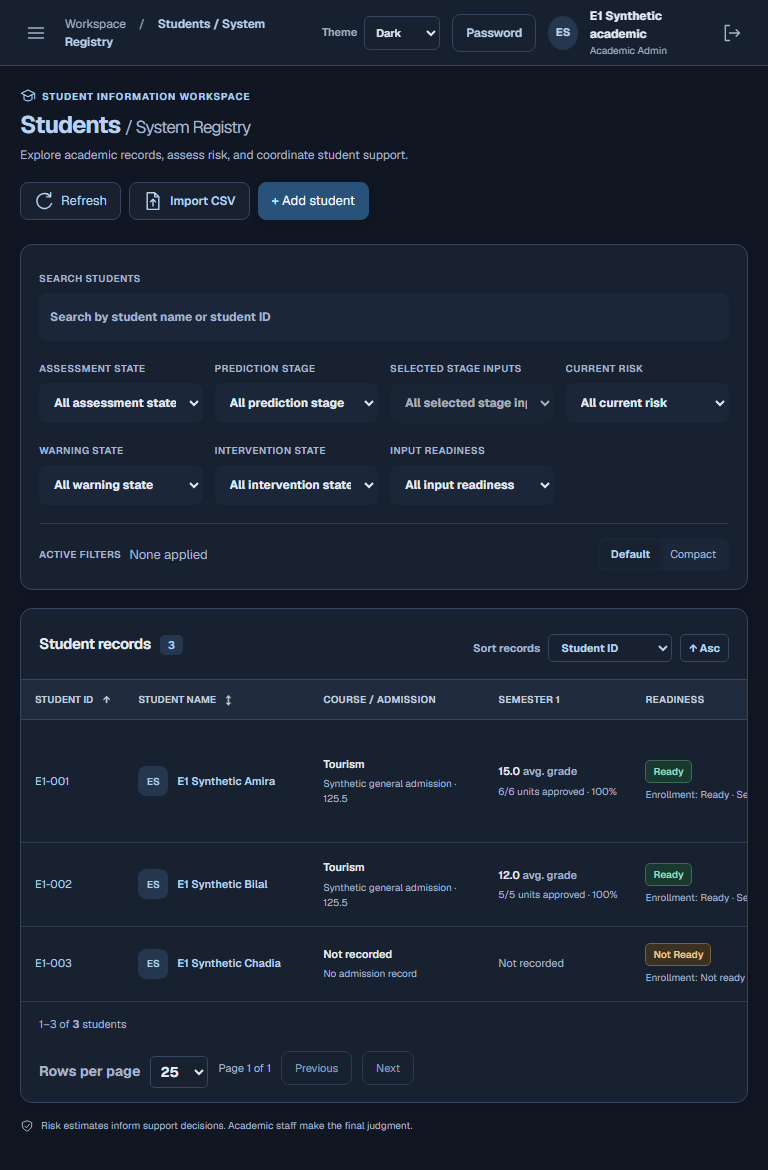 Workspace / Students / System
Registry
Theme Dark Password ES E1 Synthetic
academic
Academic Admin
STUDENT INFORMATION WORKSPACE
Students / System Registry
Explore academic records, assess risk, and coordinate student support.
Refresh Import CSV + Add student
SEARCH STUDENTS
Search by student name or student ID
ASSESSMENT STATE PREDICTION STAGE SELECTED STAGE INPUTS CURRENT RISK
All assessment state All prediction stage All selected stage inp All current risk
WARNING STATE INTERVENTION STATE INPUT READINESS
All warning state All intervention state All input readiness
ACTIVE FILTERS None applied Default Compact
Student records 3 Sort records Student ID ↑ Asc
STUDENT ID ↑ STUDENT NAME ↕ COURSE / ADMISSION SEMESTER 1 READINESS
E1-001 ES E1 Synthetic Amira
Tourism
Synthetic general admission ·
125.5
15.0 avg. grade
6/6 units approved · 100%
Ready
Enrollment: Ready · Se
E1-002 ES E1 Synthetic Bilal
Tourism
Synthetic general admission ·
125.5
12.0 avg. grade
5/5 units approved · 100%
Ready
Enrollment: Ready · Se
E1-003 ES E1 Synthetic Chadia
Not recorded
No admission record
Not recorded
Not Ready
Enrollment: Not ready
1–3 of 3 students
Rows per page 25 Page 1 of 1 Previous Next
Risk estimates inform support decisions. Academic staff make the final judgment.